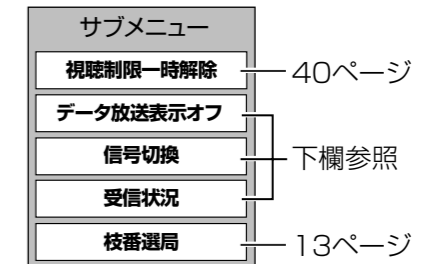 サブメニュー
視聴制限一時解除 40ページ
データ放送表示オフ
信号切換 下欄参照
受信状況
枝番選局 13ページ